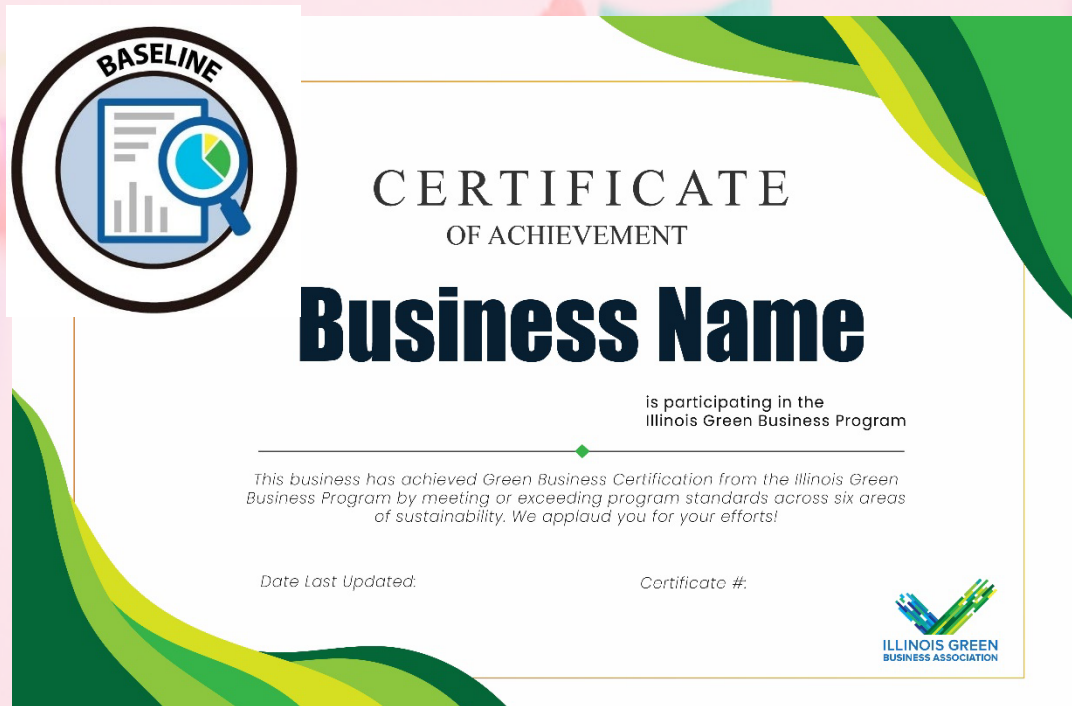 BASELINE
CERTIFICATE
OF ACHIEVEMENT
Business Name
is participating in the
Illinois Green Business Program
This business has achieved Green Business Certification from the Illinois Green
Business Program by meeting or exceeding program standards across six areas
of sustainability. We applaud you for your efforts!
Date Last Updated:
Certificate #:
ILLINOIS GREEN
BUSINESS ASSOCIATION